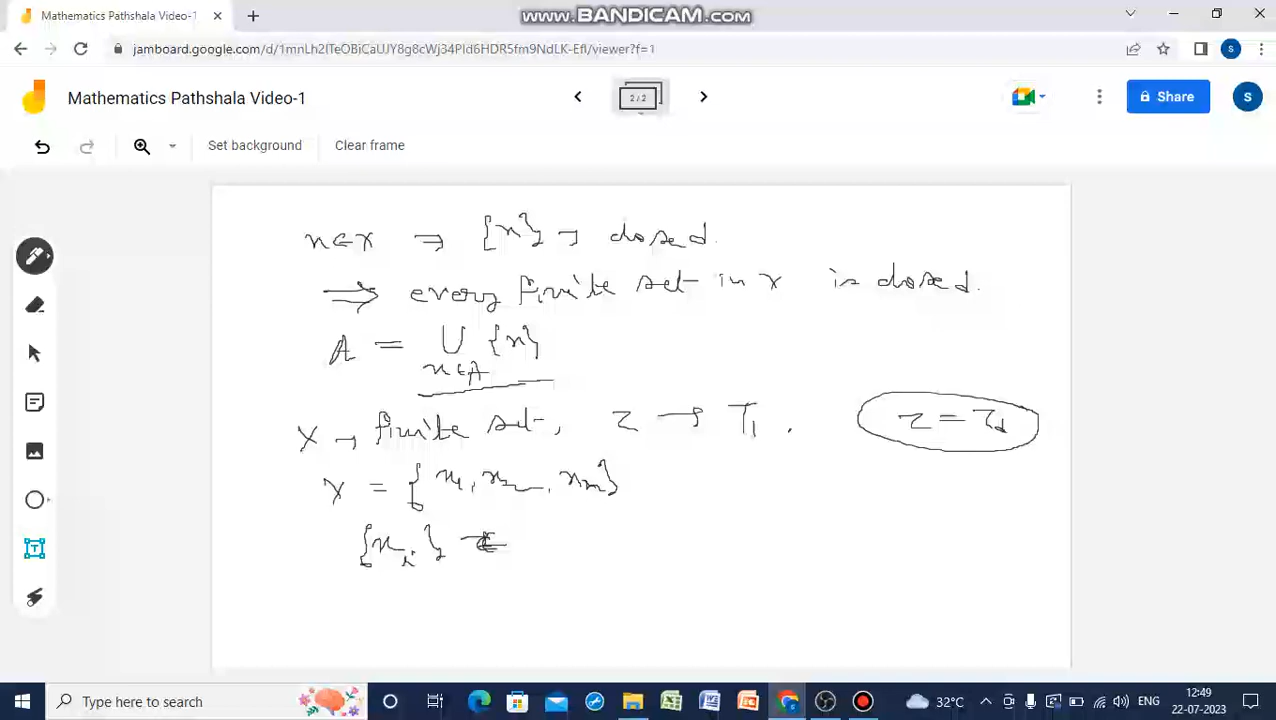 Mathematics Pathshala Video-1
www.BANDICAM.com
jamboard.google.com/d/1mnLh2lTeOBiCaUJY8g8cWj34PId6HDR5fm9NdLK-EfI/viewer?f=1
S
Mathematics Pathshala Video-1
2 / 2
Share
S
Set background
Clear frame
x ∈ X ⇒ {x} → closed.
⇒ every finite set in X is closed.
A = ∪ {x}
x ∈ A
X → finite set, τ → T₁ . τ = τd
X = { x₁, x₂, ..., xₙ }
{xᵢ}
Type here to search
32°C
ENG
12:49
22-07-2023